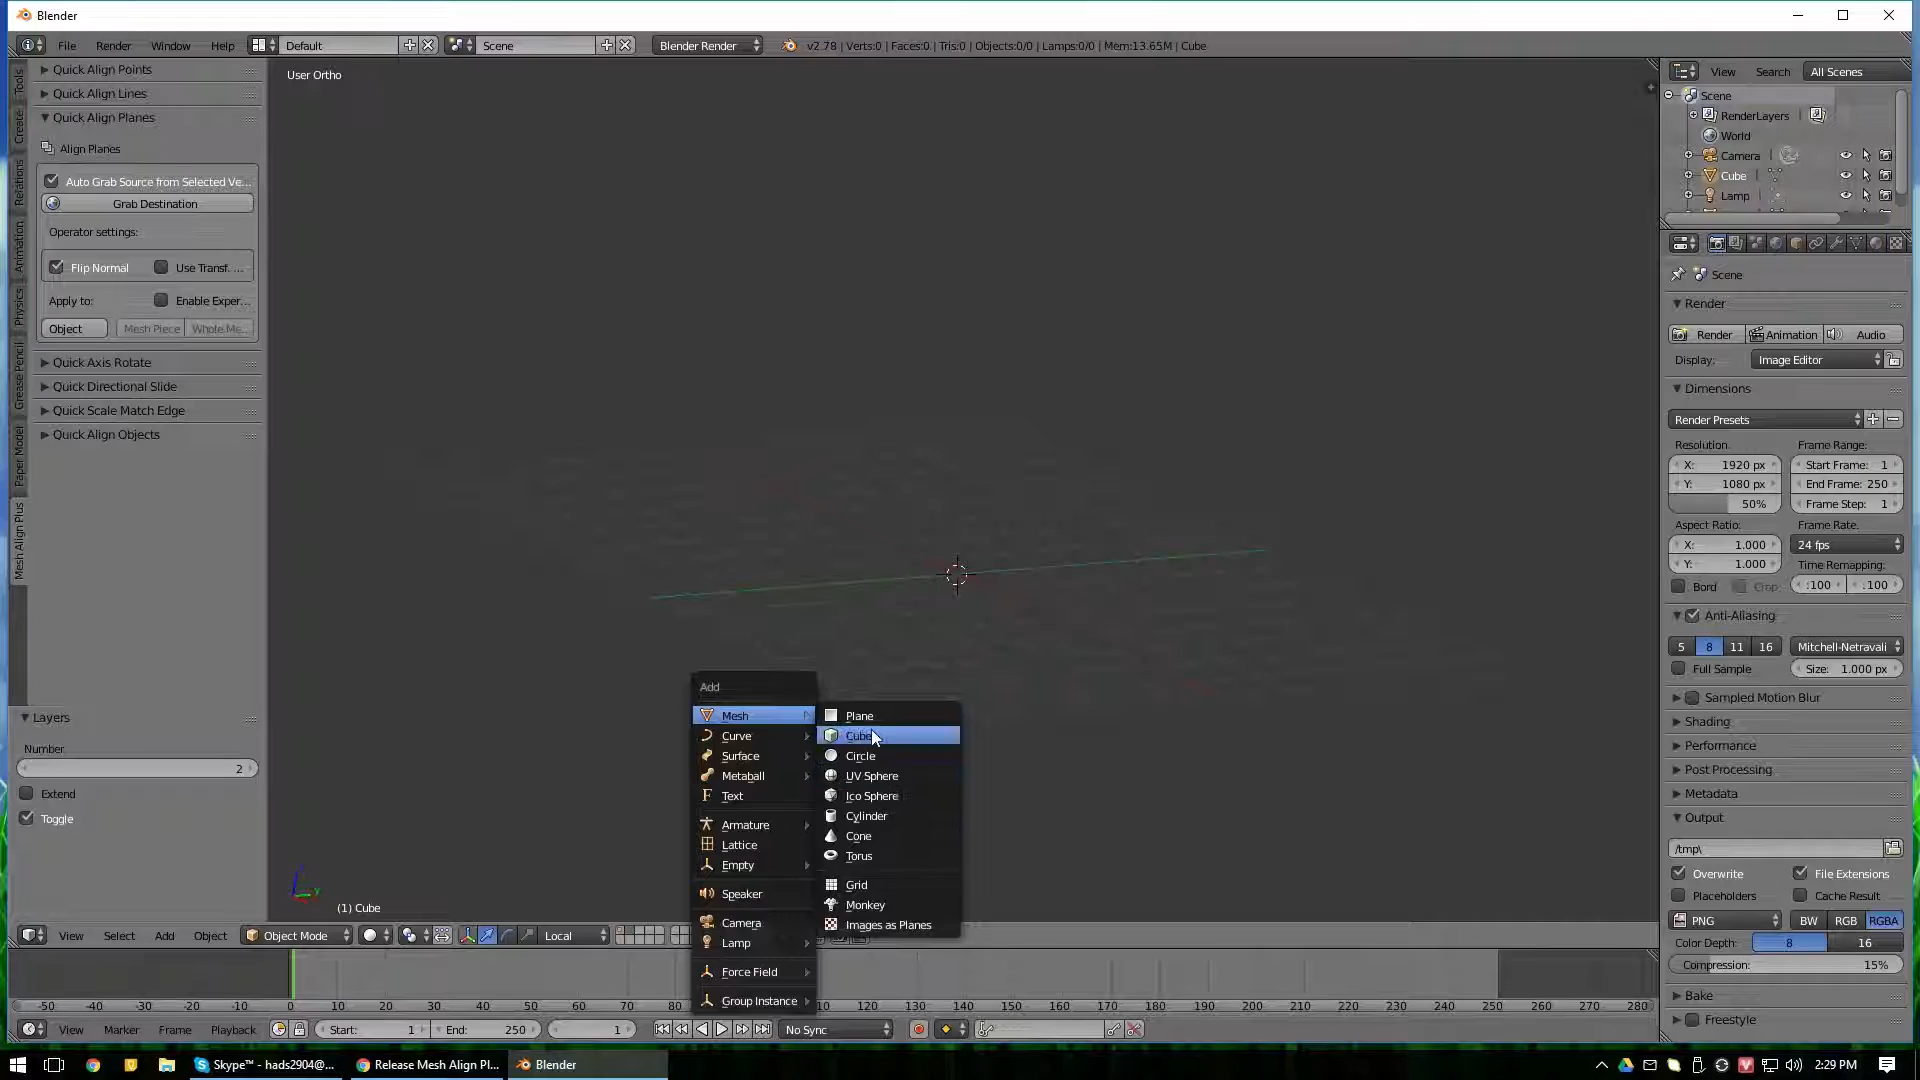 Blender
File Render Window Help Default Scene Blender Render v2.78 | Verts:0 | Faces:0 | Tris:0 | Objects:0/0 | Lamps:0/0 | Mem:13.65M | Cube
Tools
Create
Relations
Animation
Physics
Grease Pencil
Paper Model
Mesh Align Plus
Quick Align Points
Quick Align Lines
Quick Align Planes
Align Planes
Auto Grab Source from Selected Ve...
Grab Destination
Operator settings:
Flip Normal Use Transf. ...
Apply to: Enable Exper...
Object Mesh Piece Whole Me...
Quick Axis Rotate
Quick Directional Slide
Quick Scale Match Edge
Quick Align Objects
Layers
Number
2
Extend
Toggle
User Ortho
(1) Cube
Add
Mesh
Curve
Surface
Metaball
Text
Armature
Lattice
Empty
Speaker
Camera
Lamp
Force Field
Group Instance
Plane
Cube
Circle
UV Sphere
Ico Sphere
Cylinder
Cone
Torus
Grid
Monkey
Images as Planes
View Search All Scenes
Scene
RenderLayers
World
Camera
Cube
Lamp
Scene
Render
Render Animation Audio
Display: Image Editor
Dimensions
Render Presets
Resolution: Frame Range:
X: 1920 px Start Frame: 1
Y: 1080 px End Frame: 250
50% Frame Step: 1
Aspect Ratio: Frame Rate:
X: 1.000 24 fps
Y: 1.000 Time Remapping:
Bord Crop :100 :100
Anti-Aliasing
5 8 11 16 Mitchell-Netravali
Full Sample Size: 1.000 px
Sampled Motion Blur
Shading
Performance
Post Processing
Metadata
Output
/tmp\
Overwrite File Extensions
Placeholders Cache Result
PNG BW RGB RGBA
Color Depth: 8 16
Compression: 15%
Bake
Freestyle
View Select Add Object Object Mode Local
-50 -40 -30 -20 -10 0 10 20 30 40 50 60 70 120 130 140 150 160 170 180 190 200 210 220 230 240 250 260 270 280
View Marker Frame Playback Start: 1 End: 250 1 No Sync
Skype™ - hads2904@... Release Mesh Align Pl... Blender 2:29 PM